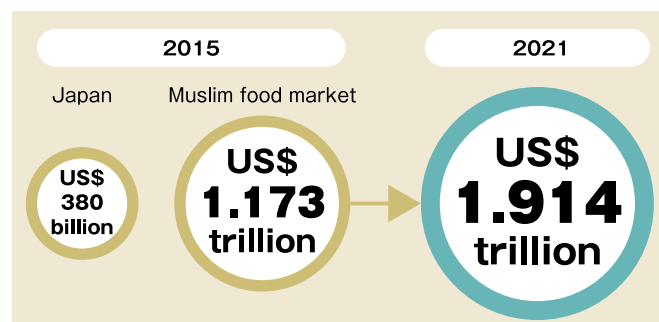 2015
2021
Japan
Muslim food market
US$
380
billion
US$
1.173
trillion
US$
1.914
trillion